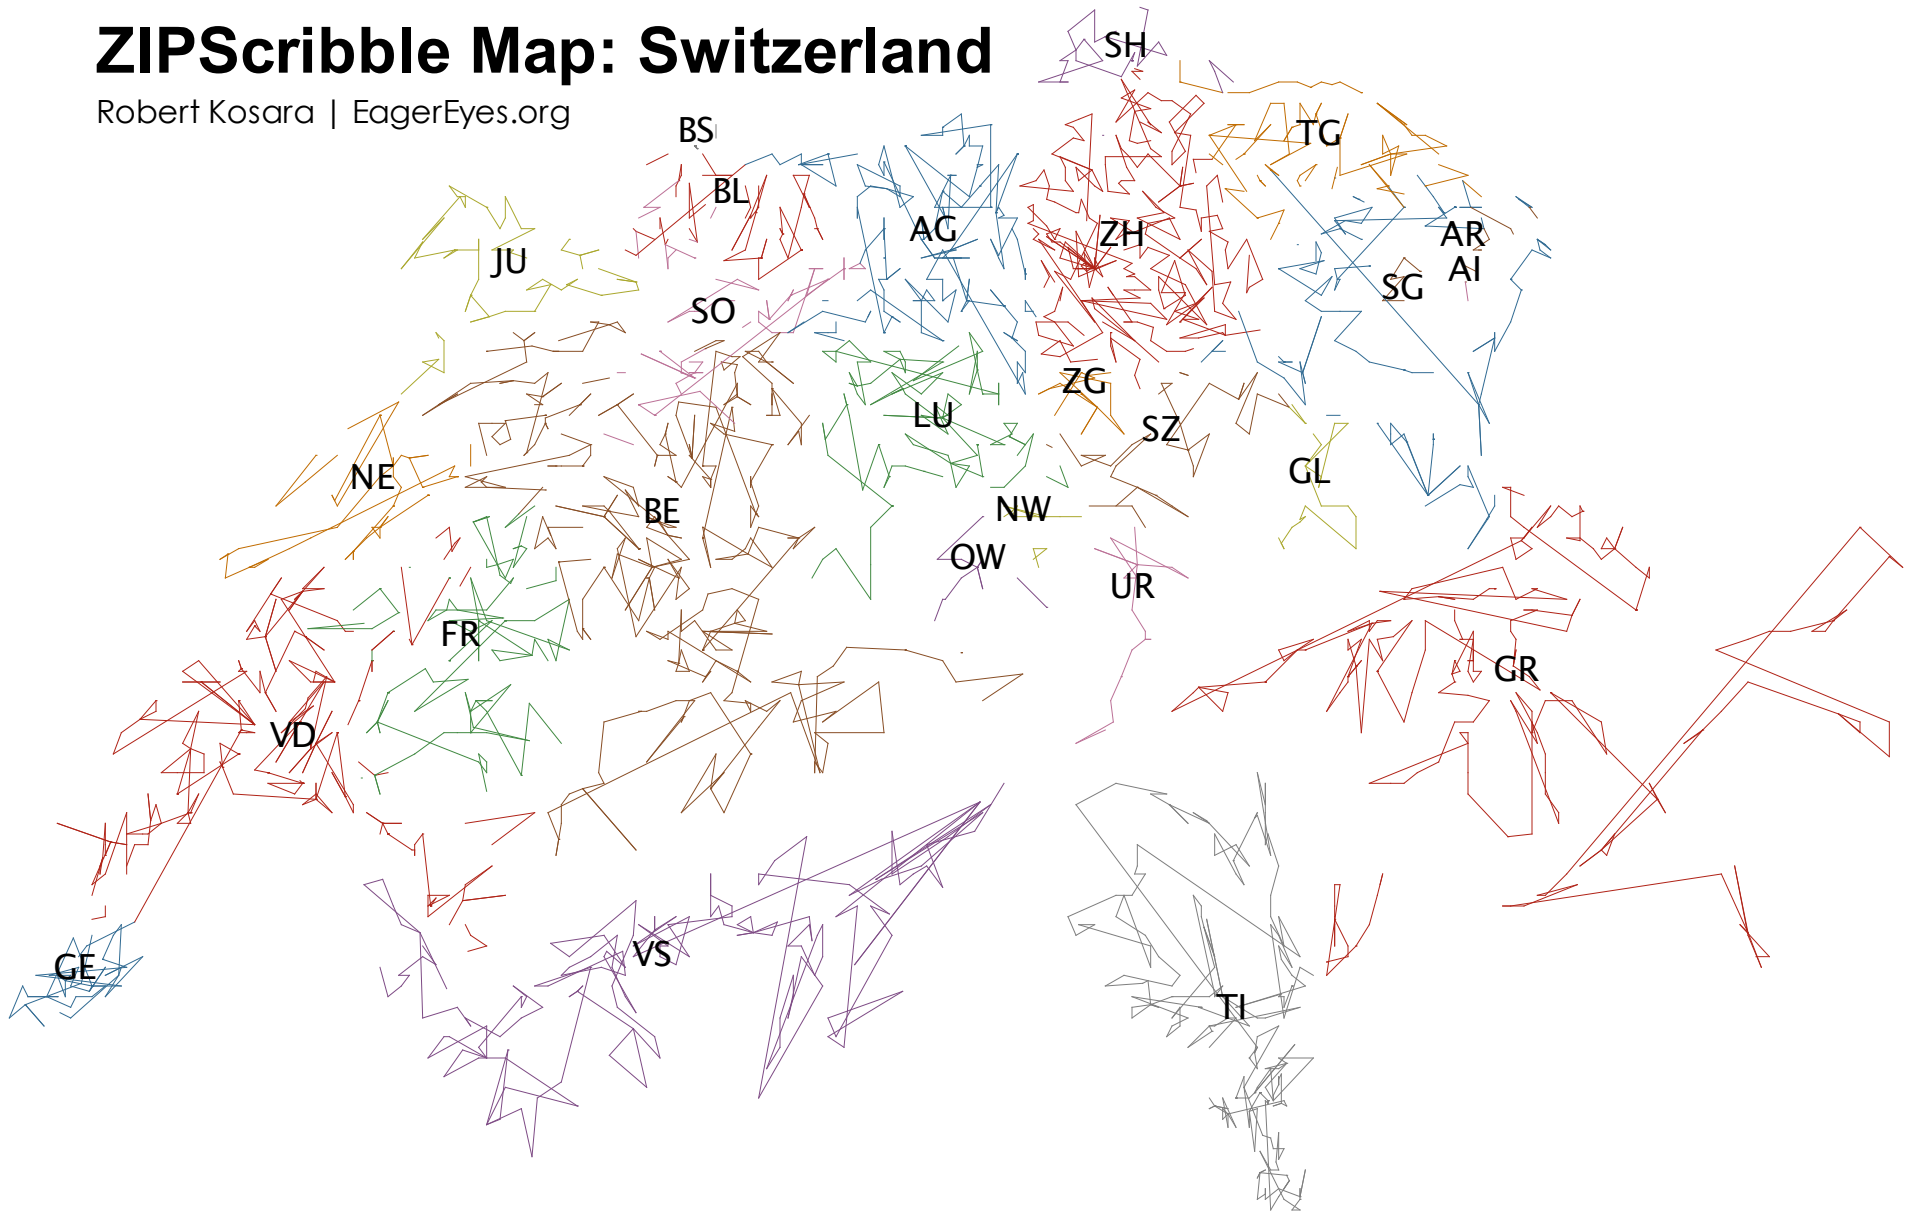 ZIPScribble Map: Switzerland
Robert Kosara | EagerEyes.org
SH
BS
TG
BL
AG
ZH
AR
JU
AI
SG
SO
ZG
LU
SZ
NE
GL
BE
NW
OW
UR
FR
GR
VD
VS
GE
TI